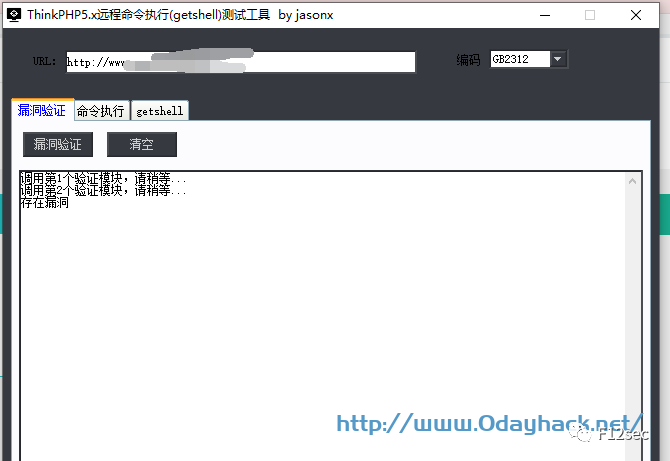 ThinkPHP5.x远程命令执行(getshell)测试工具 by jasonx
URL: http://www 编码 GB2312
漏洞验证 命令执行 getshell
漏洞验证 清空
调用第1个验证模块，请稍等...
调用第2个验证模块，请稍等...
存在漏洞
http://www.0dayhack.net/
F12sec